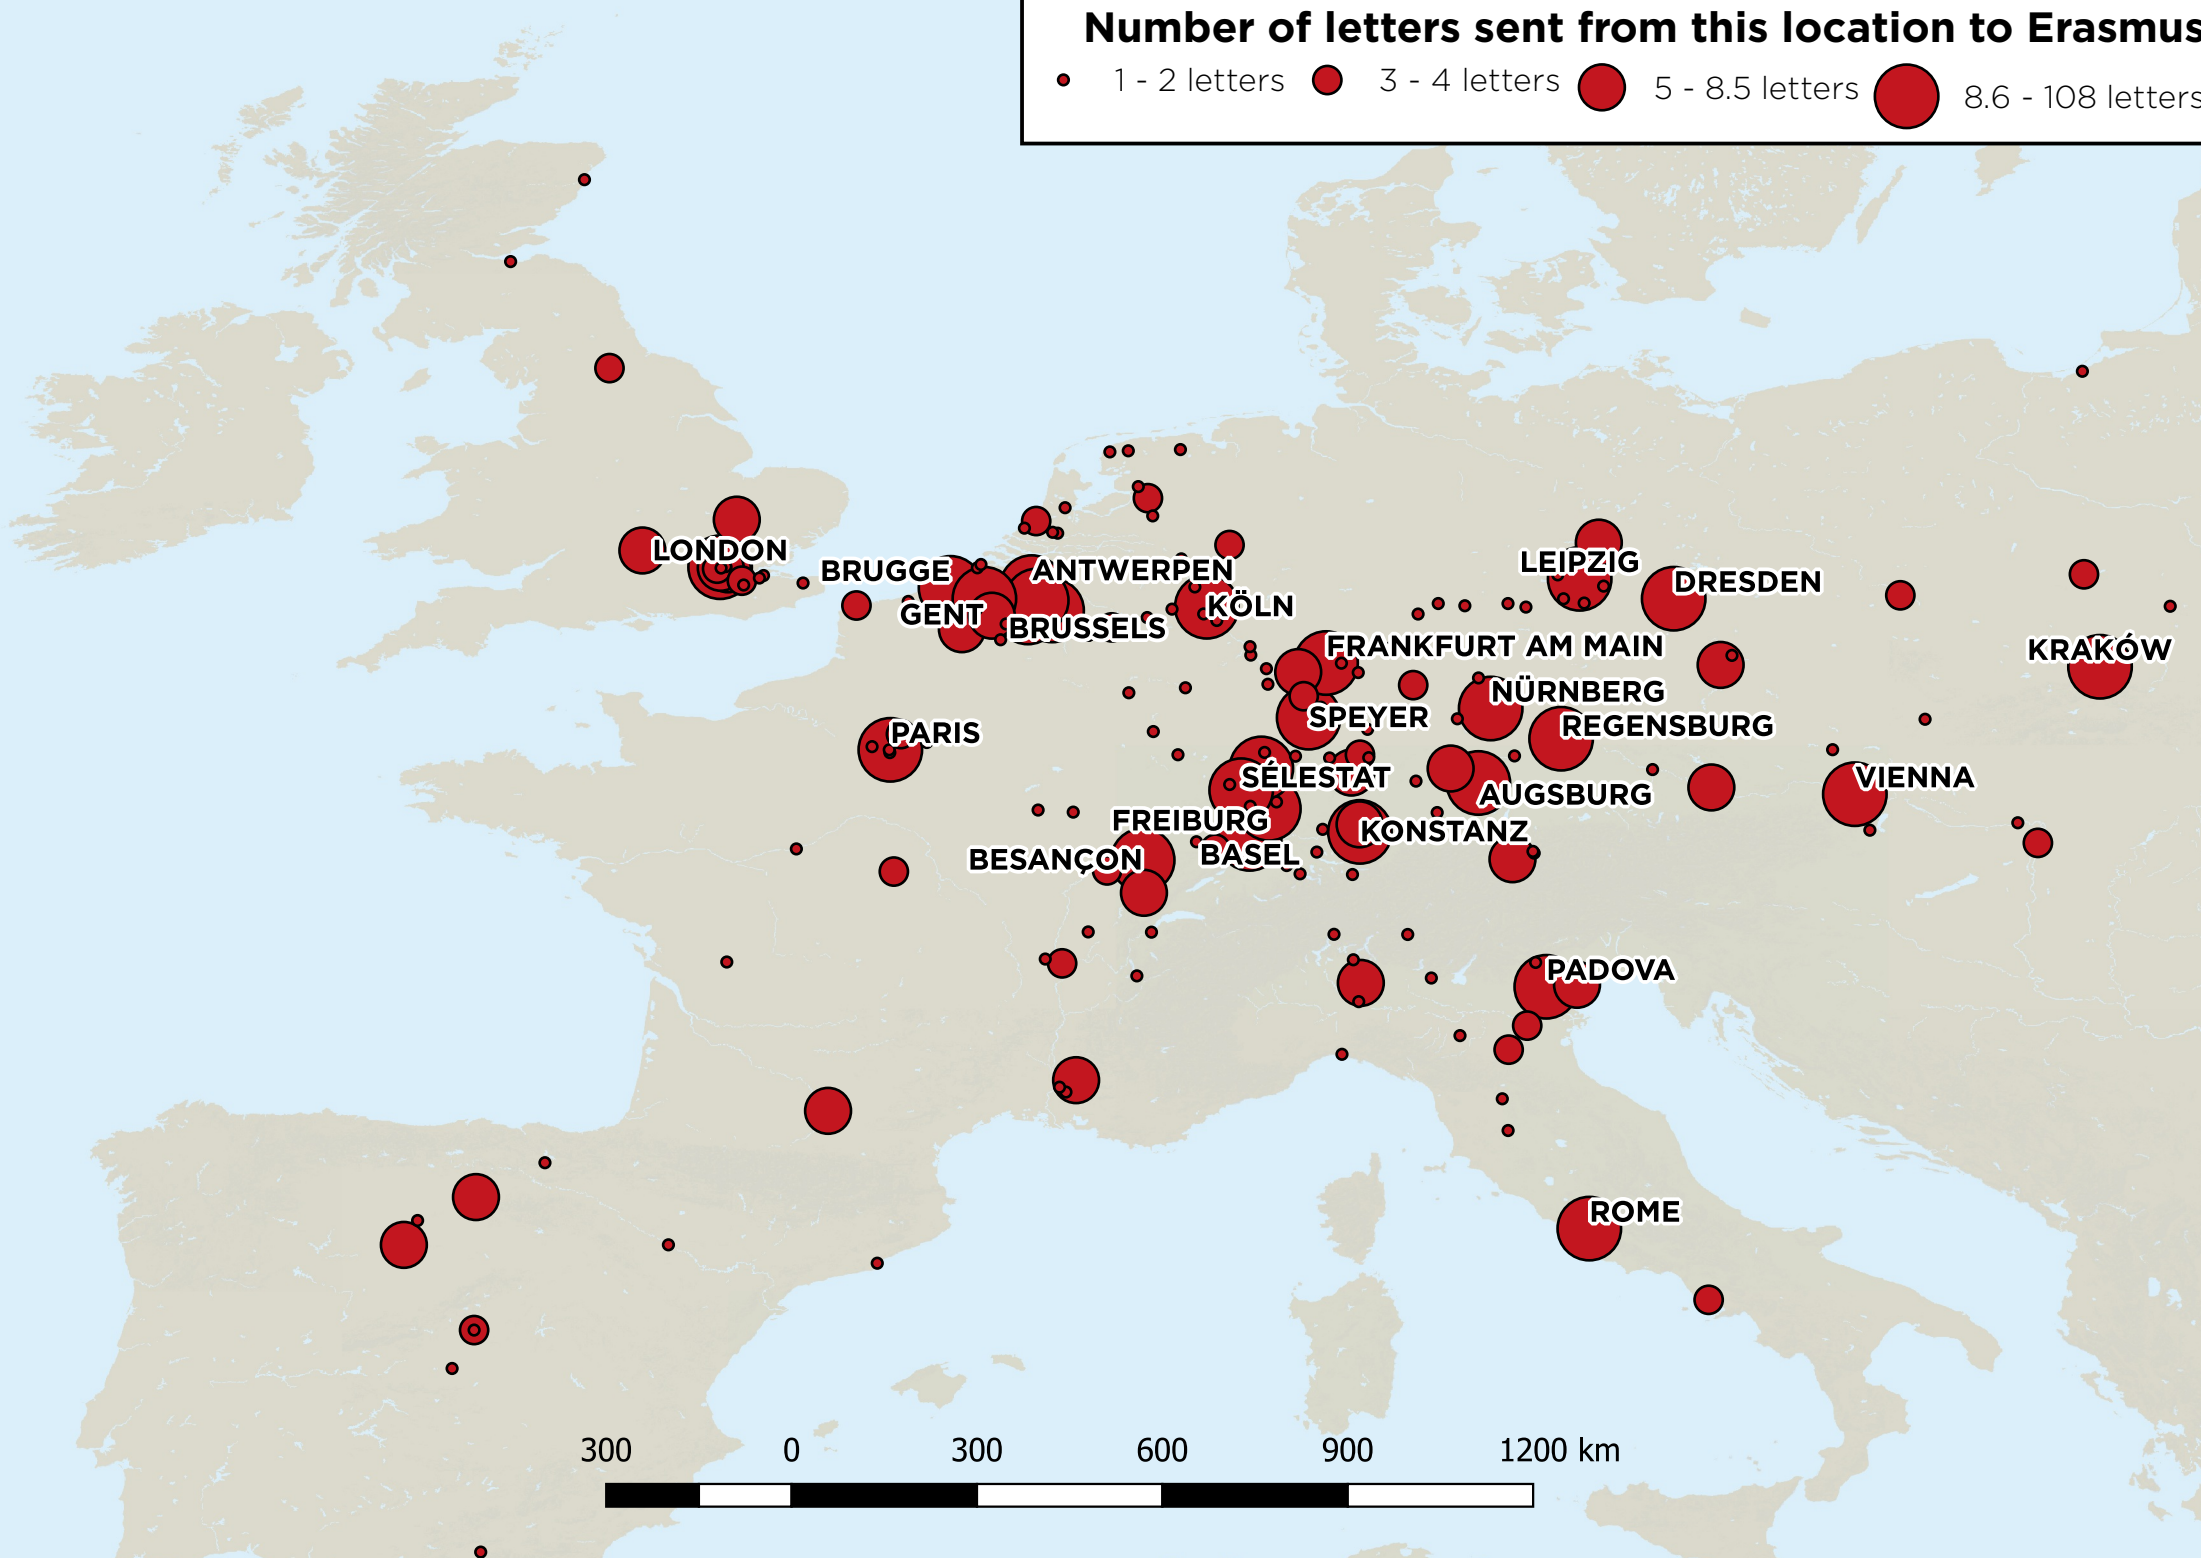 Number of letters sent from this location to Erasmus
1 - 2 letters 3 - 4 letters 5 - 8.5 letters 8.6 - 108 letters
LONDON
BRUGGE
ANTWERPEN
LEIPZIG
DRESDEN
GENT
BRUSSELS
KÖLN
FRANKFURT AM MAIN
KRAKÓW
NÜRNBERG
SPEYER
REGENSBURG
PARIS
SÉLESTAT
VIENNA
AUGSBURG
FREIBURG
KONSTANZ
BESANÇON
BASEL
PADOVA
ROME
300 0 300 600 900 1200 km